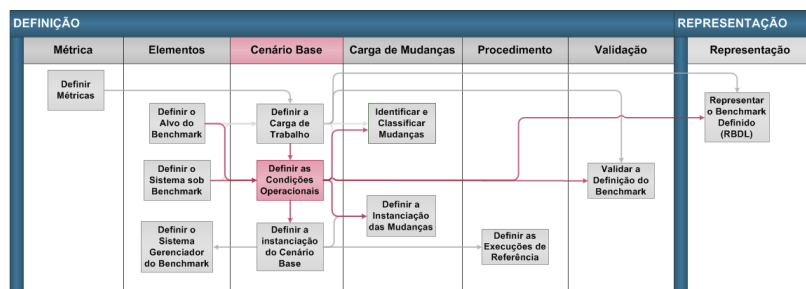 DEFINIÇÃO
REPRESENTAÇÃO
Métrica
Elementos
Cenário Base
Carga de Mudanças
Procedimento
Validação
Representação
Definir
Métricas
Definir o
Alvo do
Benchmark
Definir a
Carga de
Trabalho
Identificar e
Classificar
Mudanças
Representar
o Benchmark
Definido
(RBDL)
Definir o
Sistema sob
Benchmark
Definir as
Condições
Operacionais
Validar a
Definição do
Benchmark
Definir a
Instanciação
das Mudanças
Definir o
Sistema
Gerenciador
do Benchmark
Definir a
instanciação
do Cenário
Base
Definir as
Execuções de
Referência